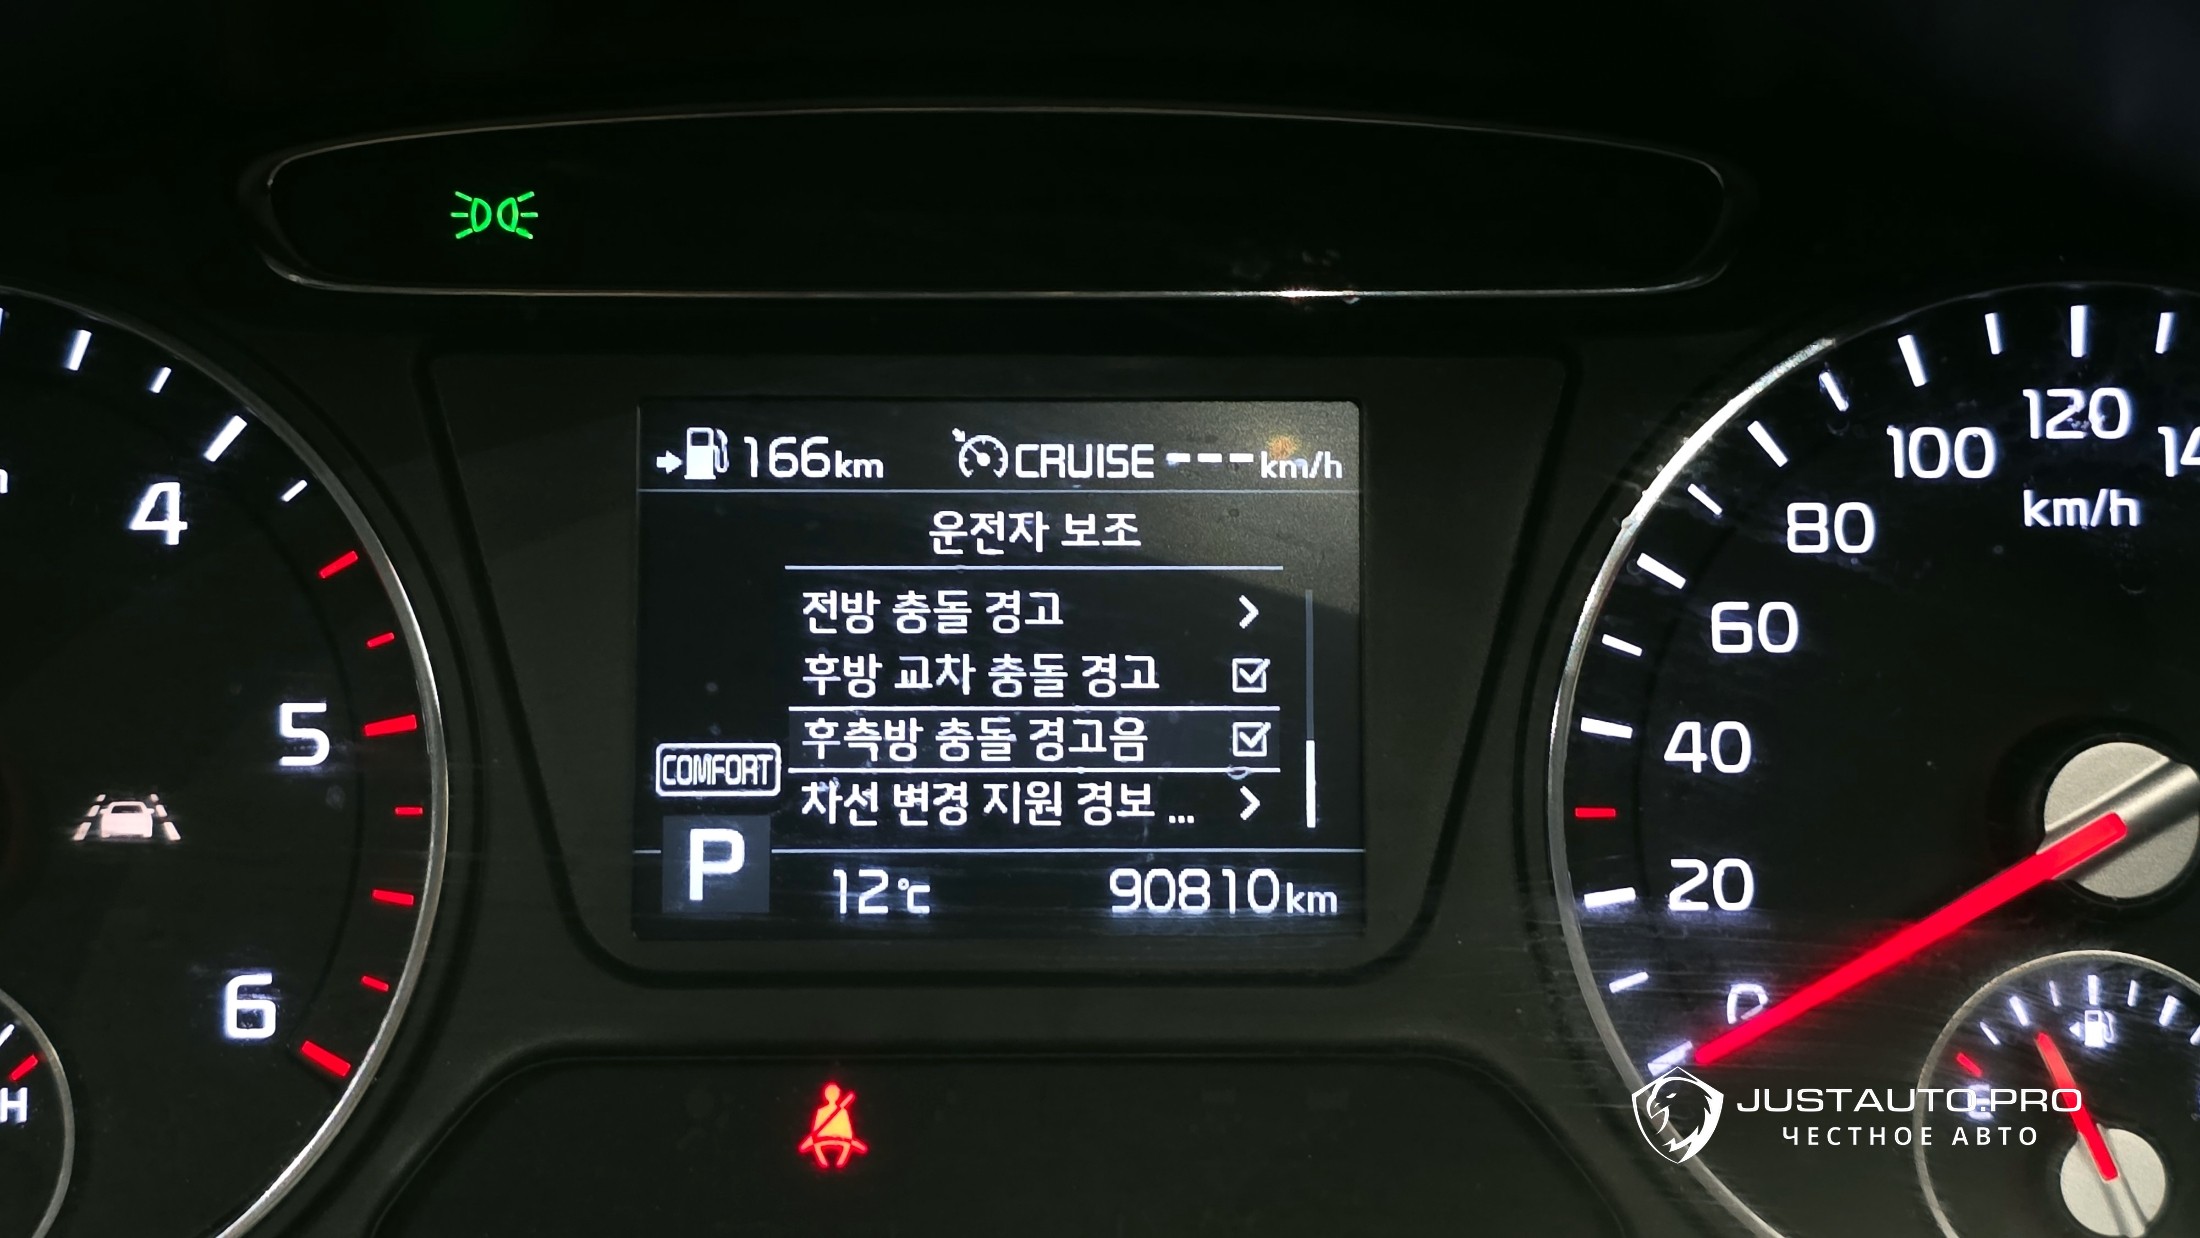 166km CRUISE ---km/h
운전자 보조
전방 충돌 경고
후방 교차 충돌 경고
후측방 충돌 경고음
차선 변경 지원 경보 ...
COMFORT
P 12℃ 90810km
4
5
6
H
120
100
80
60
40
20
0
km/h
JUSTAUTO.PRO
ЧЕСТНОЕ АВТО